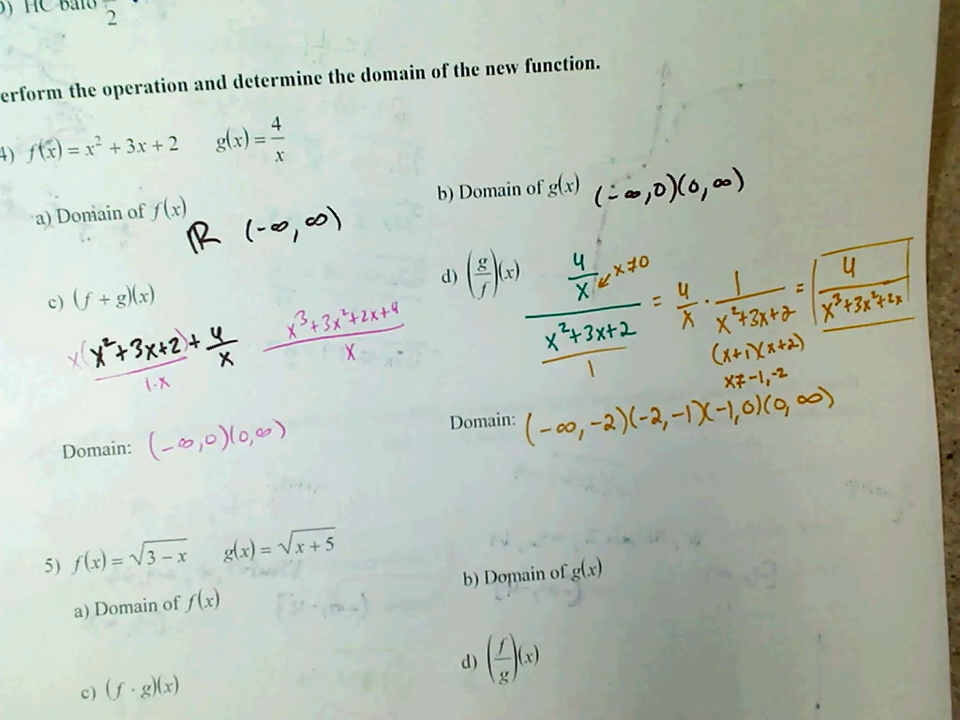 ) HC
2
erform the operation and determine the domain of the new function.
4) f(x) = x² + 3x + 2 g(x) = 4/x
a) Domain of f(x) ℝ (-∞, ∞)
b) Domain of g(x) (-∞,0)(0,∞)
c) (f + g)(x)
x(x²+3x+2)/1·x + 4/x (x³+3x²+2x+4)/x
Domain: (-∞,0)(0,∞)
d) (g/f)(x) (4/x)/((x²+3x+2)/1) = 4/x · 1/(x²+3x+2) = 4/(x³+3x²+2x)
x≠0
(x+1)(x+2)
x≠-1,-2
Domain: (-∞,-2)(-2,-1)(-1,0)(0,∞)
5) f(x) = √(3 − x) g(x) = √(x + 5)
a) Domain of f(x)
b) Domain of g(x)
c) (f · g)(x)
d) (f/g)(x)